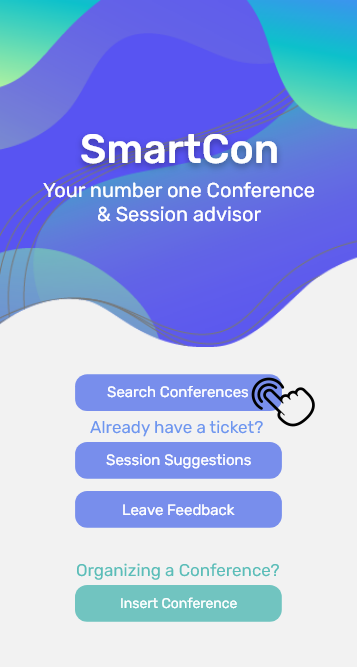 SmartCon
Your number one Conference
& Session advisor
Search Conferences
Already have a ticket?
Session Suggestions
Leave Feedback
Organizing a Conference?
Insert Conference